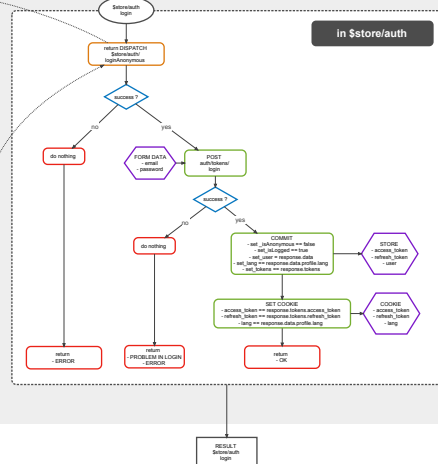 $store/auth
login
in $store/auth
return DISPATCH
$store/auth/
loginAnonymous
success ?
no
yes
do nothing
FORM DATA
- email
- password
POST
auth/tokens/
login
success ?
no
yes
do nothing
COMMIT
- set _isAnonymous == false
- set_isLogged == true
- set_user = response.data
- set_lang == response.data.profile.lang
- set_tokens == response.tokens
STORE
- access_token
- refresh_token
- user
SET COOKIE
- access_token == response.tokens.access_token
- refresh_token == response.tokens.refresh_token
- lang == response.data.profile.lang
COOKIE
- access_token
- refresh_token
- lang
return
- ERROR
return
- PROBLEM IN LOGIN
- ERROR
return
- OK
RESULT
$store/auth
login